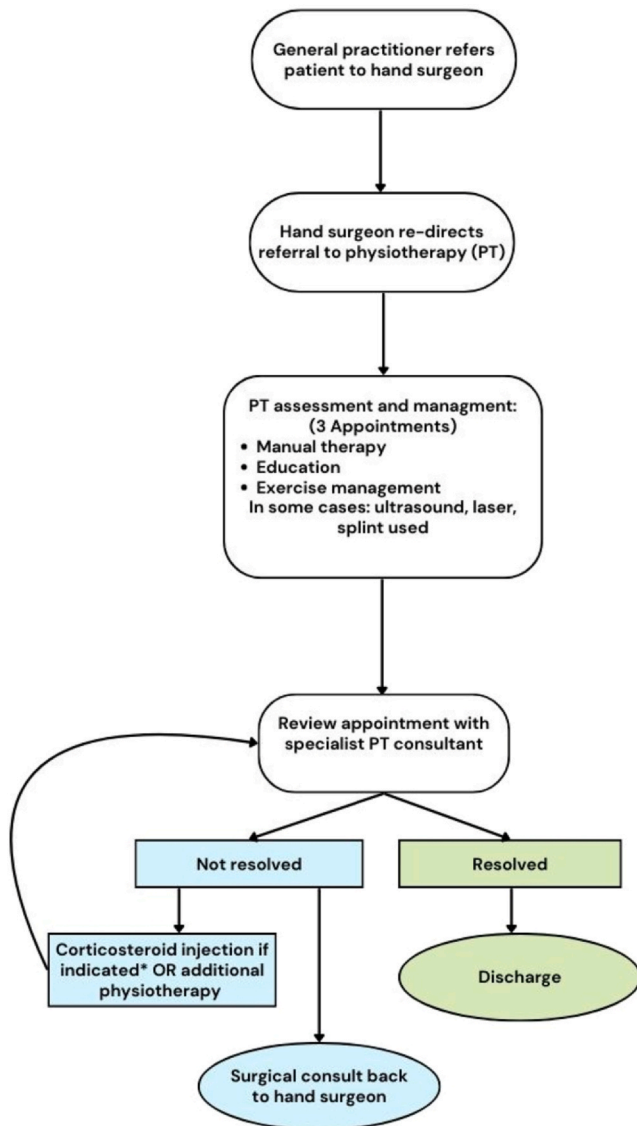 General practitioner refers
patient to hand surgeon
Hand surgeon re-directs
referral to physiotherapy (PT)
PT assessment and managment:
(3 Appointments)
• Manual therapy
• Education
• Exercise management
In some cases: ultrasound, laser,
splint used
Review appointment with
specialist PT consultant
Not resolved
Resolved
Corticosteroid injection if
indicated* OR additional
physiotherapy
Discharge
Surgical consult back
to hand surgeon